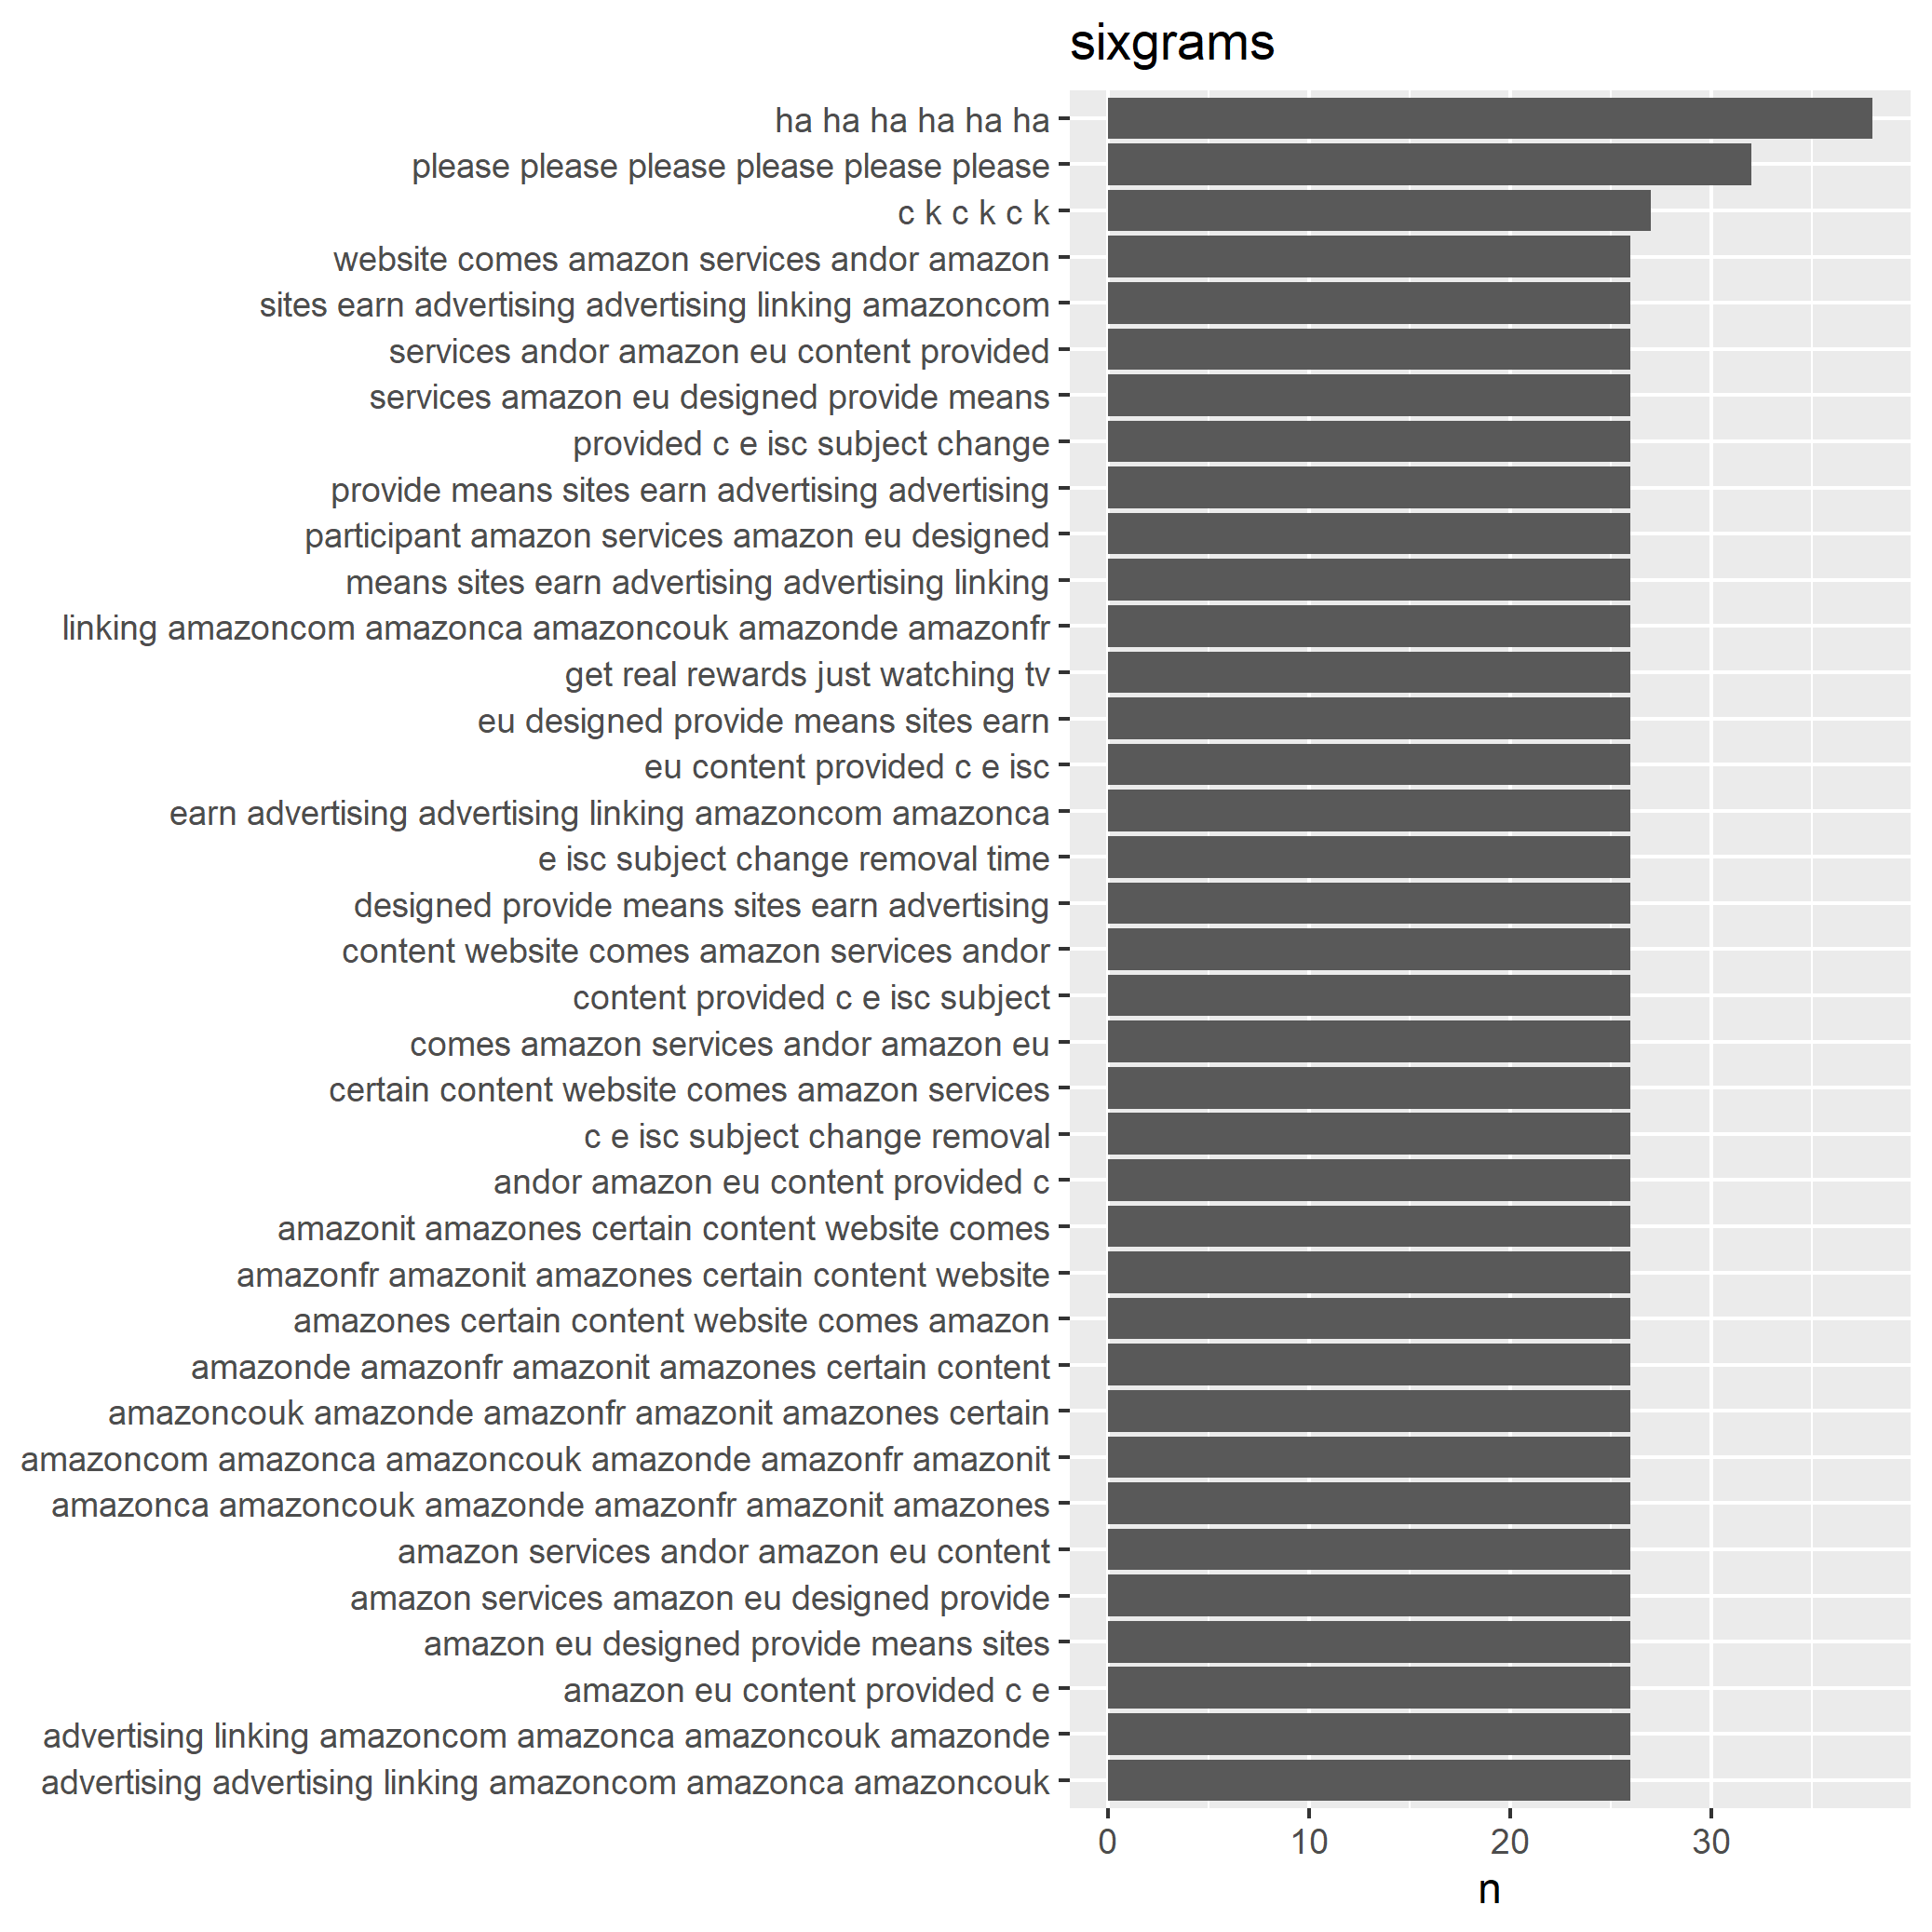 sixgrams
ha ha ha ha ha ha
please please please please please please
c k c k c k
website comes amazon services andor amazon
sites earn advertising advertising linking amazoncom
services andor amazon eu content provided
services amazon eu designed provide means
provided c e isc subject change
provide means sites earn advertising advertising
participant amazon services amazon eu designed
means sites earn advertising advertising linking
linking amazoncom amazonca amazoncouk amazonde amazonfr
get real rewards just watching tv
eu designed provide means sites earn
eu content provided c e isc
earn advertising advertising linking amazoncom amazonca
e isc subject change removal time
designed provide means sites earn advertising
content website comes amazon services andor
content provided c e isc subject
comes amazon services andor amazon eu
certain content website comes amazon services
c e isc subject change removal
andor amazon eu content provided c
amazonit amazones certain content website comes
amazonfr amazonit amazones certain content website
amazones certain content website comes amazon
amazonde amazonfr amazonit amazones certain content
amazoncouk amazonde amazonfr amazonit amazones certain
amazoncom amazonca amazoncouk amazonde amazonfr amazonit
amazonca amazoncouk amazonde amazonfr amazonit amazones
amazon services andor amazon eu content
amazon services amazon eu designed provide
amazon eu designed provide means sites
amazon eu content provided c e
advertising linking amazoncom amazonca amazoncouk amazonde
advertising advertising linking amazoncom amazonca amazoncouk
0 10 20 30
n